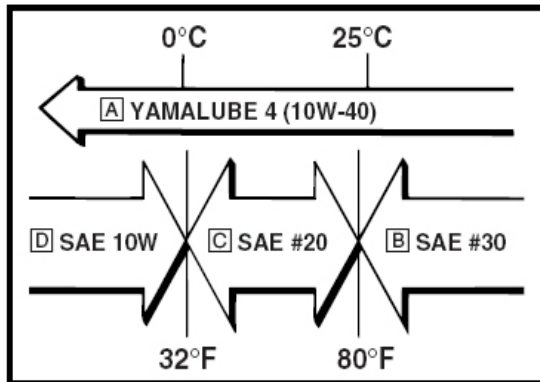 0°C 25°C
A YAMALUBE 4 (10W-40)
D SAE 10W C SAE #20 B SAE #30
32°F 80°F